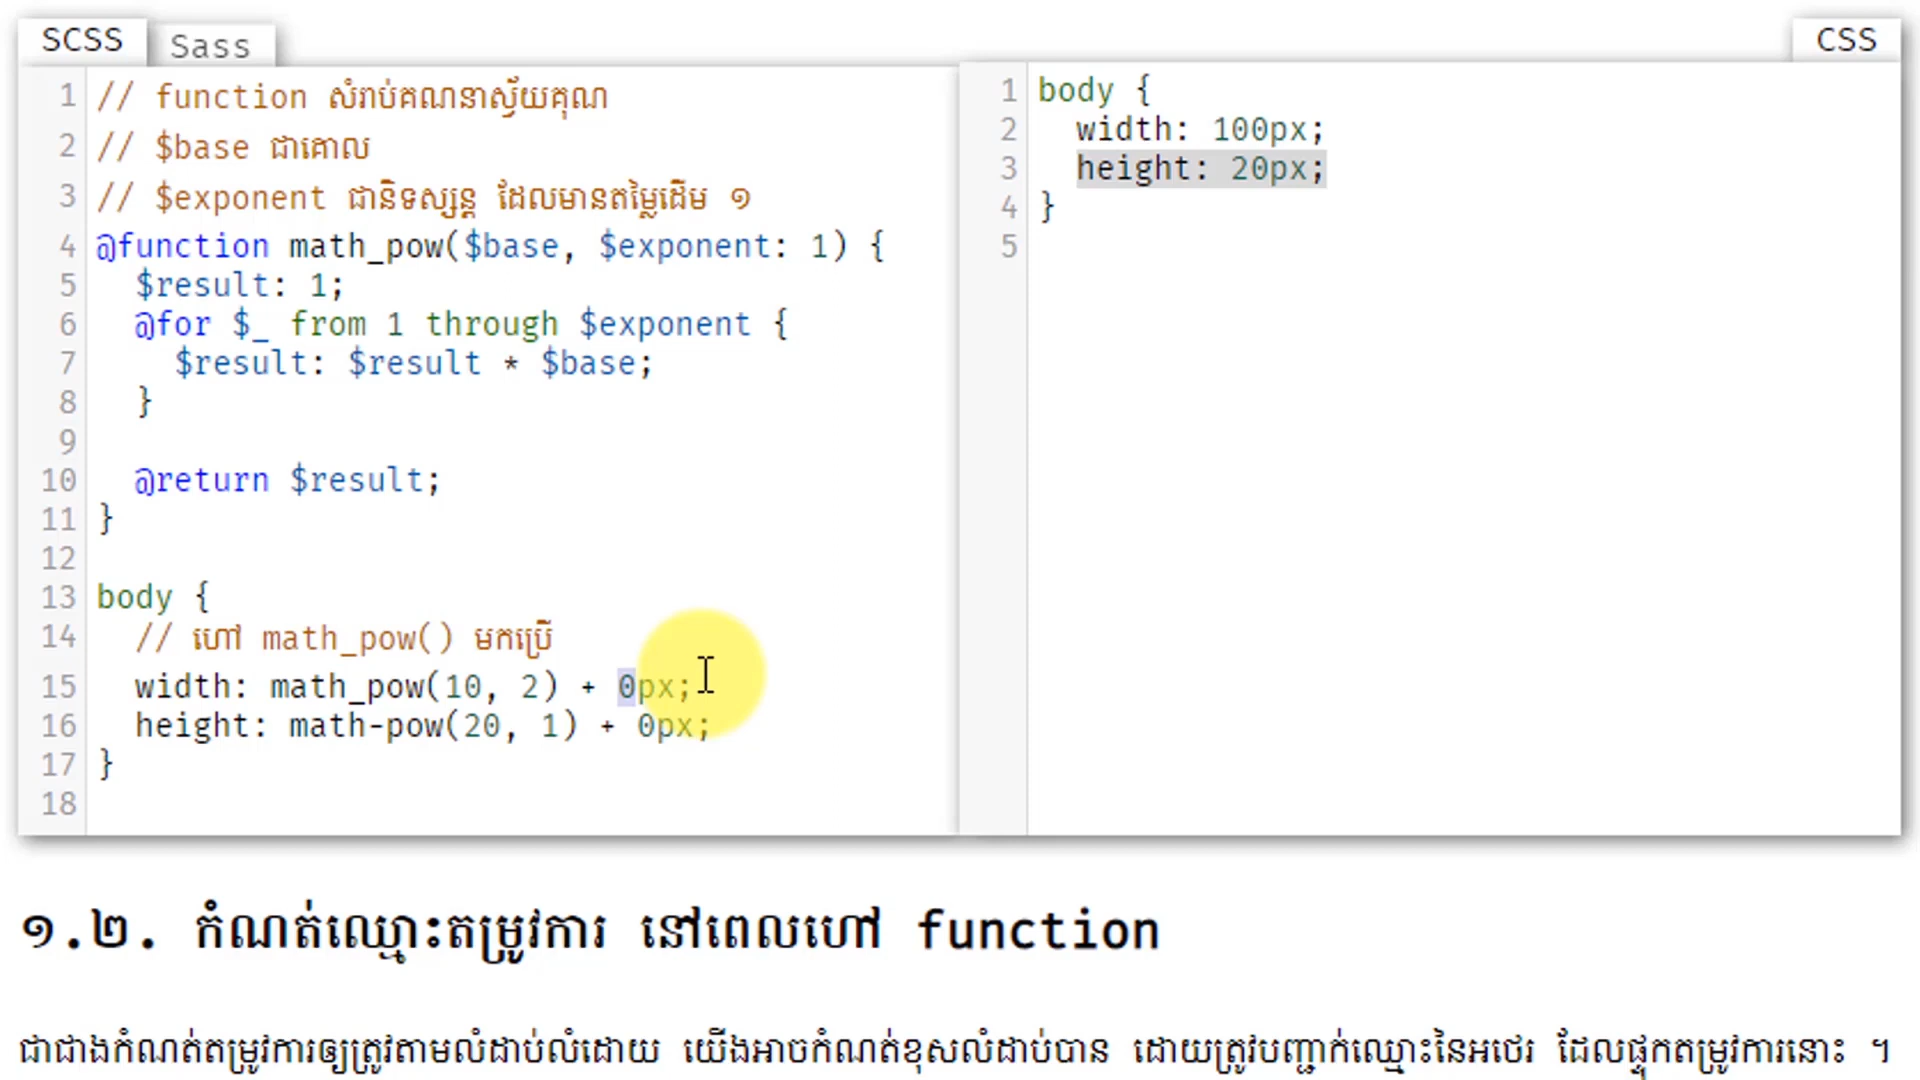 SCSS
Sass
CSS
1 // function សំរាប់គណនាស្វ័យគុណ
2 // $base ជាគោល
3 // $exponent ជានិទស្សន្ត ដែលមានតម្លៃដើម ១
4 @function math_pow($base, $exponent: 1) {
5 $result: 1;
6 @for $_ from 1 through $exponent {
7 $result: $result * $base;
8 }
9
10 @return $result;
11 }
12
13 body {
14 // ហៅ math_pow() មកប្រើ
15 width: math_pow(10, 2) + 0px;
16 height: math-pow(20, 1) + 0px;
17 }
18
1 body {
2 width: 100px;
3 height: 20px;
4 }
5
១.២. កំណត់ឈ្មោះតម្រូវការ នៅពេលហៅ function
ជាជាងកំណត់តម្រូវការឲ្យត្រូវតាមលំដាប់លំដោយ យើងអាចកំណត់ខុសលំដាប់បាន ដោយត្រូវបញ្ជាក់ឈ្មោះនៃអថេរ ដែលផ្ទុកតម្រូវការនោះ ។